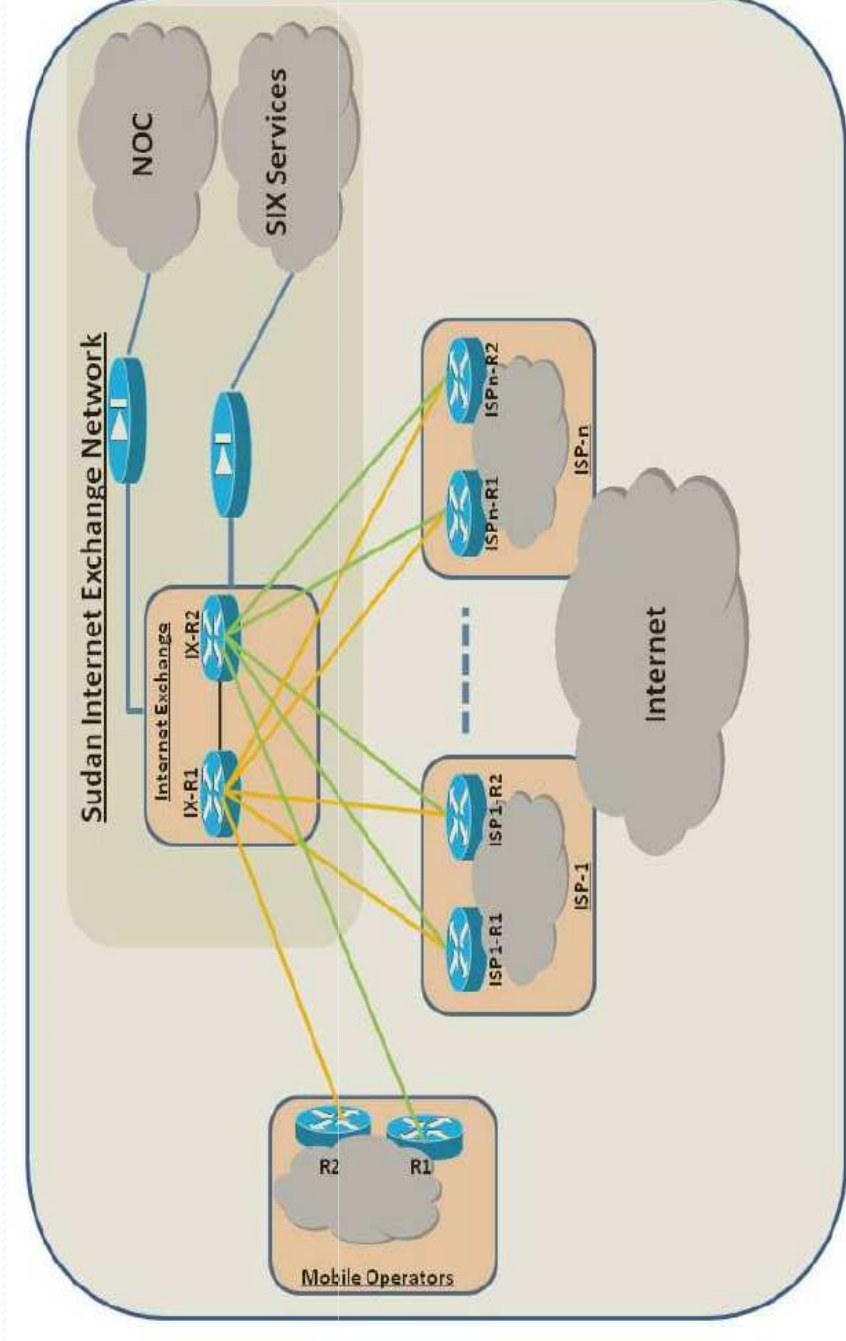 Sudan Internet Exchange Network
NOC
SIX Services
Internet Exchange
IX-R1
IX-R2
Mobile Operators
R2
R1
ISP1-R1
ISP1-R2
ISP-1
ISPn-R1
ISPn-R2
ISP-n
Internet